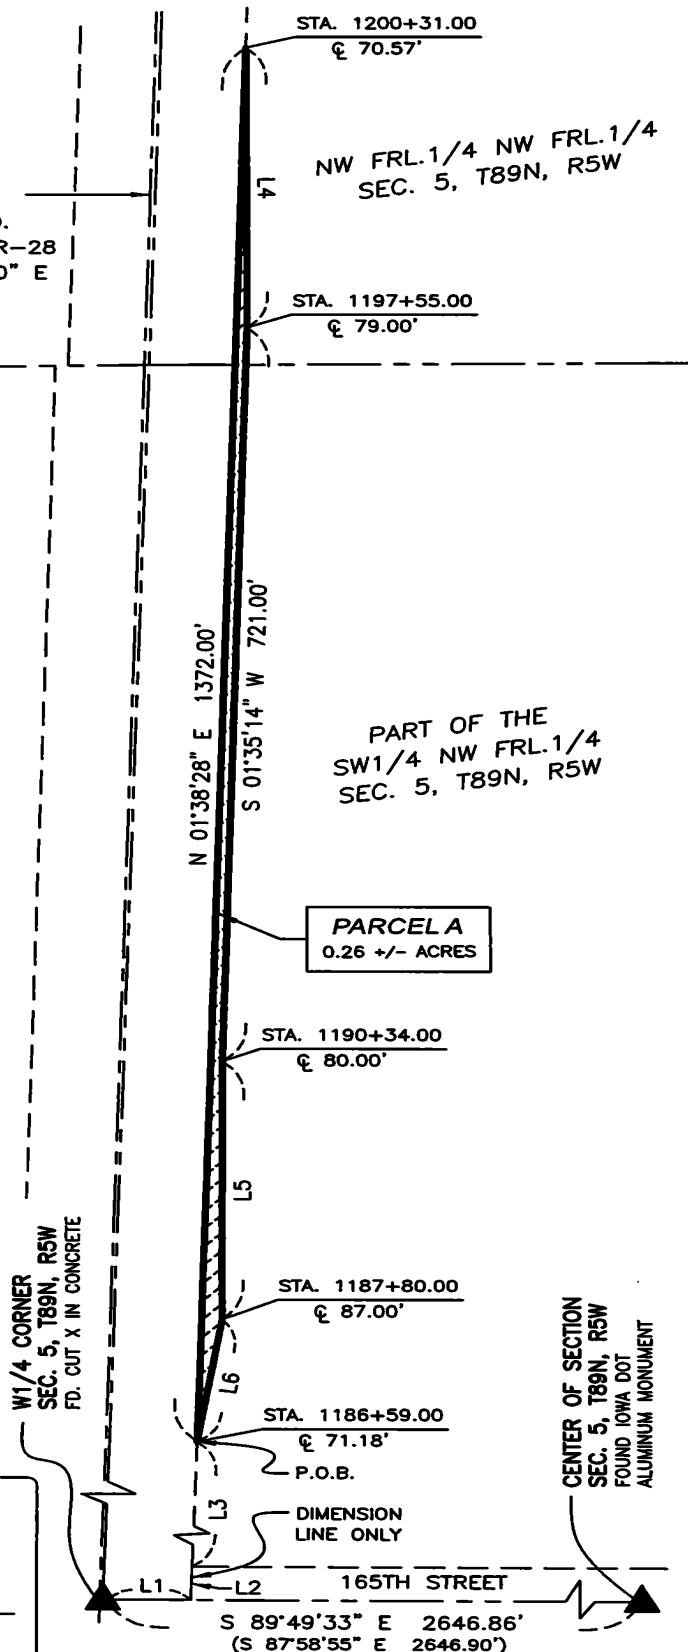 STA. 1200+31.00
℄ 70.57'
NW FRL.1/4 NW FRL.1/4
SEC. 5, T89N, R5W
L4
R-28
0" E
STA. 1197+55.00
℄ 79.00'
N 01°38'28" E 1372.00'
S 01°35'14" W 721.00'
PART OF THE
SW1/4 NW FRL.1/4
SEC. 5, T89N, R5W
PARCEL A
0.26 +/- ACRES
STA. 1190+34.00
℄ 80.00'
L5
STA. 1187+80.00
℄ 87.00'
L6
W1/4 CORNER
SEC. 5, T89N, R5W
FD. CUT X IN CONCRETE
STA. 1186+59.00
℄ 71.18'
P.O.B.
L3
DIMENSION
LINE ONLY
CENTER OF SECTION
SEC. 5, T89N, R5W
FOUND IOWA DOT
ALUMINUM MONUMENT
L1
L2
165TH STREET
S 89°49'33" E 2646.86'
(S 87°58'55" E 2646.90')